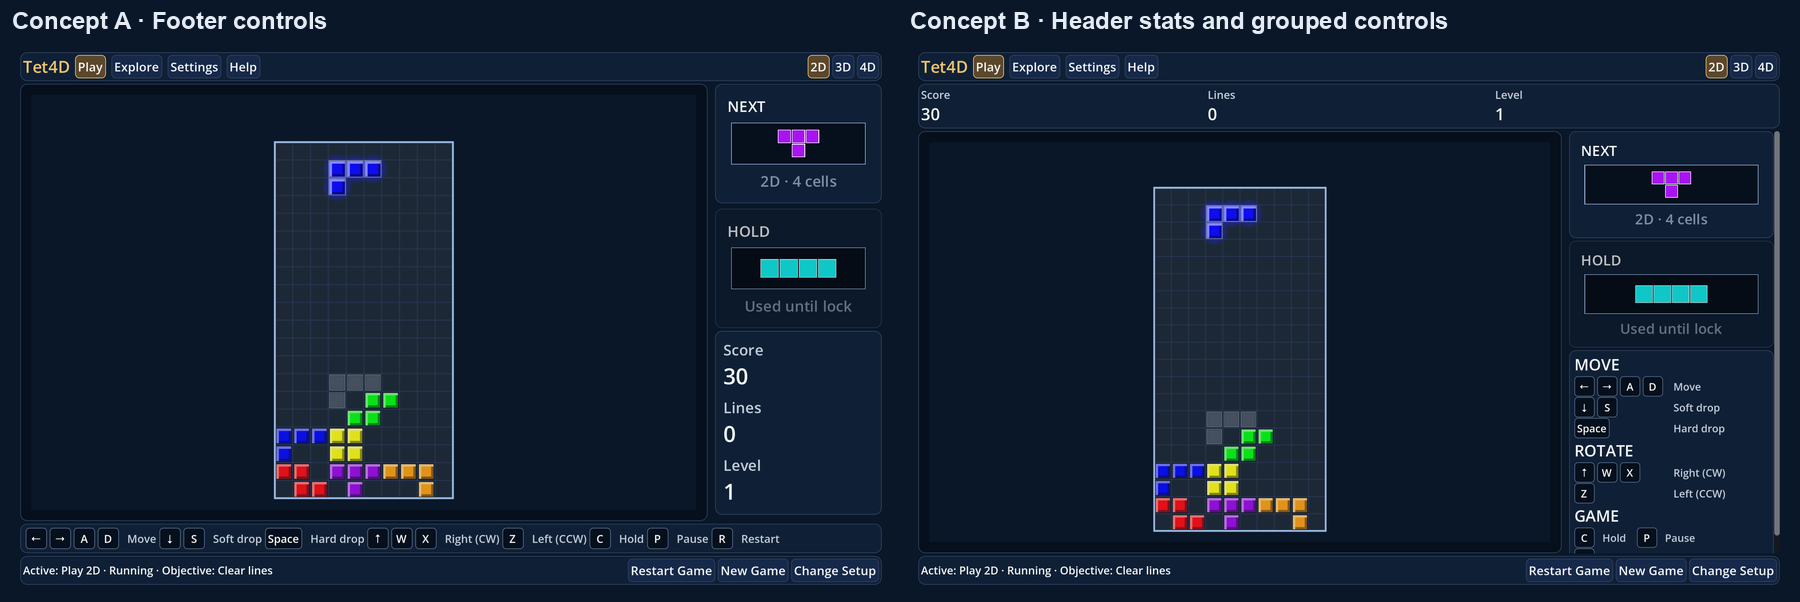 Concept A · Footer controls
Tet4D Play Explore Settings Help 2D 3D 4D
NEXT
2D · 4 cells
HOLD
Used until lock
Score
30
Lines
0
Level
1
← → A D Move ↓ S Soft drop Space Hard drop ↑ W X Right (CW) Z Left (CCW) C Hold P Pause R Restart
Active: Play 2D · Running · Objective: Clear lines Restart Game New Game Change Setup
Concept B · Header stats and grouped controls
Tet4D Play Explore Settings Help 2D 3D 4D
Score Lines Level
30 0 1
NEXT
2D · 4 cells
HOLD
Used until lock
MOVE
← → A D Move
↓ S Soft drop
Space Hard drop
ROTATE
↑ W X Right (CW)
Z Left (CCW)
GAME
C Hold P Pause
Active: Play 2D · Running · Objective: Clear lines Restart Game New Game Change Setup